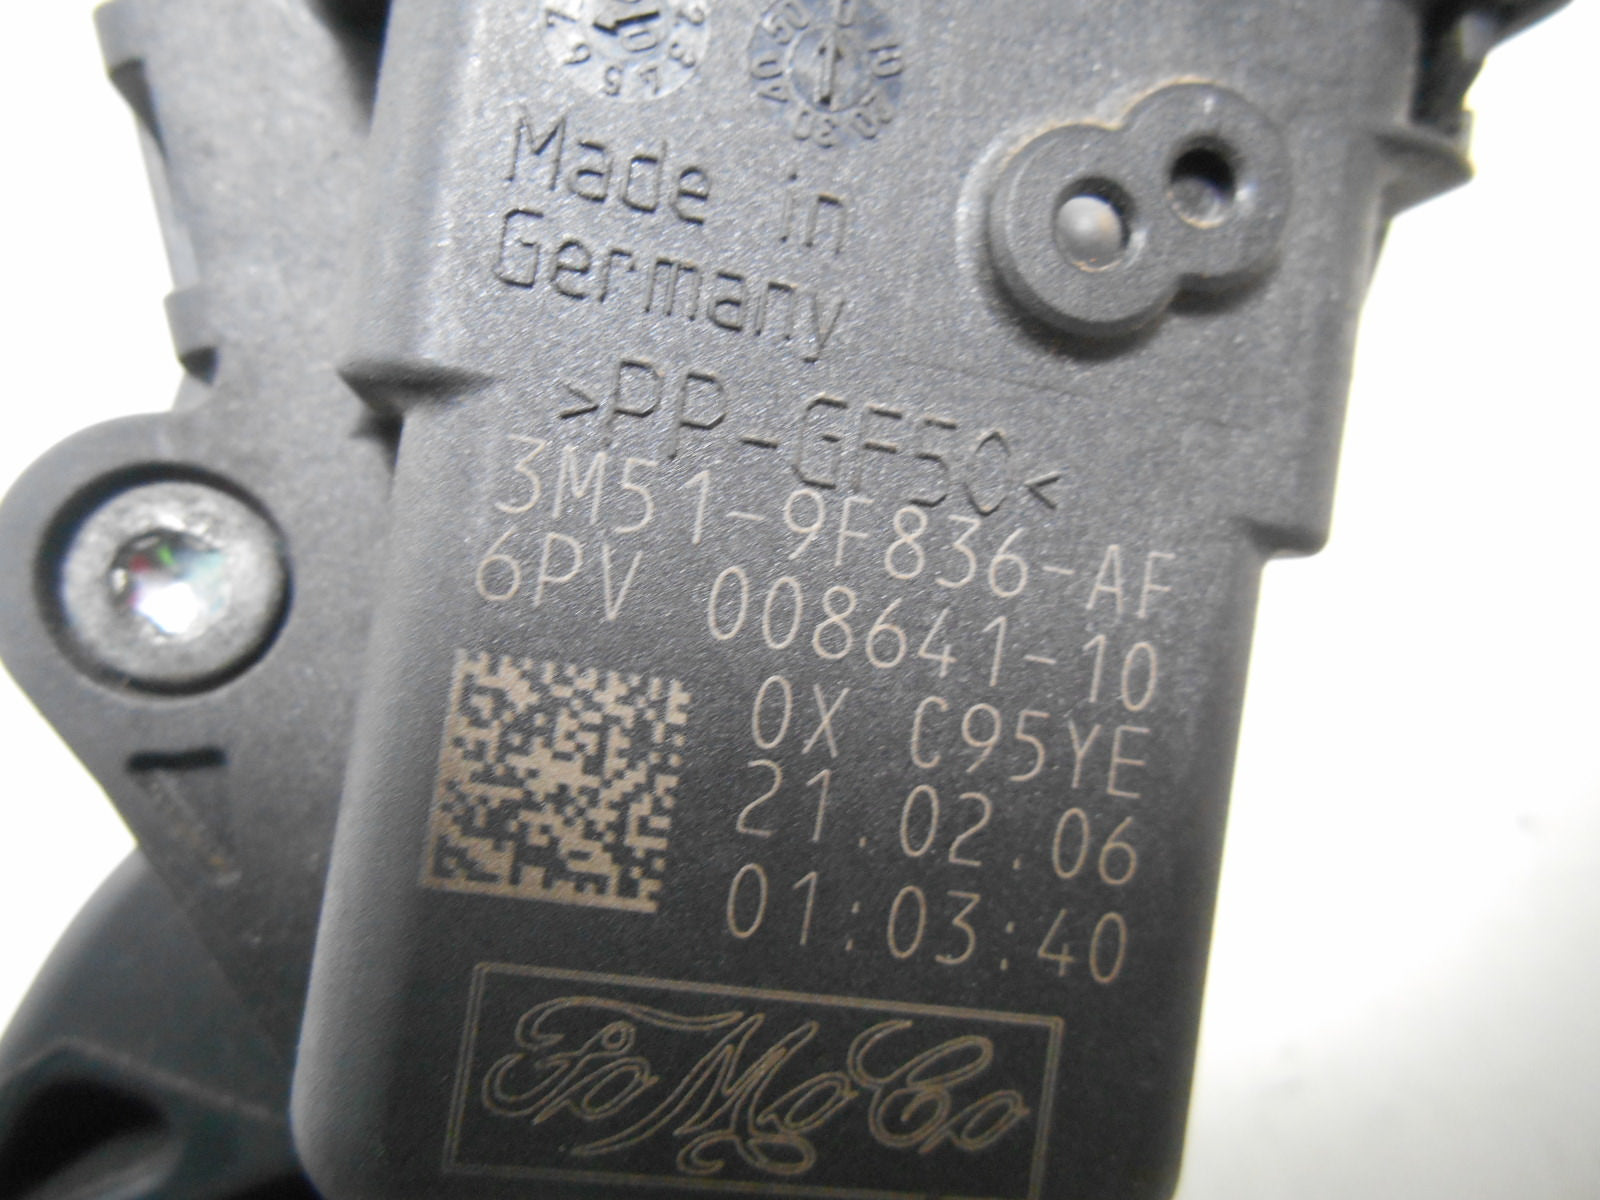 Made in
Germany
>PP-GF50<
3M51-9F836-AF
6PV 008641-10
0X C95YE
21.02.06
01:03:40
FoMoCo